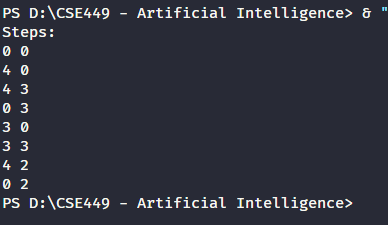 PS D:\CSE449 - Artificial Intelligence> & "
Steps:
0 0
4 0
4 3
0 3
3 0
3 3
4 2
0 2
PS D:\CSE449 - Artificial Intelligence>